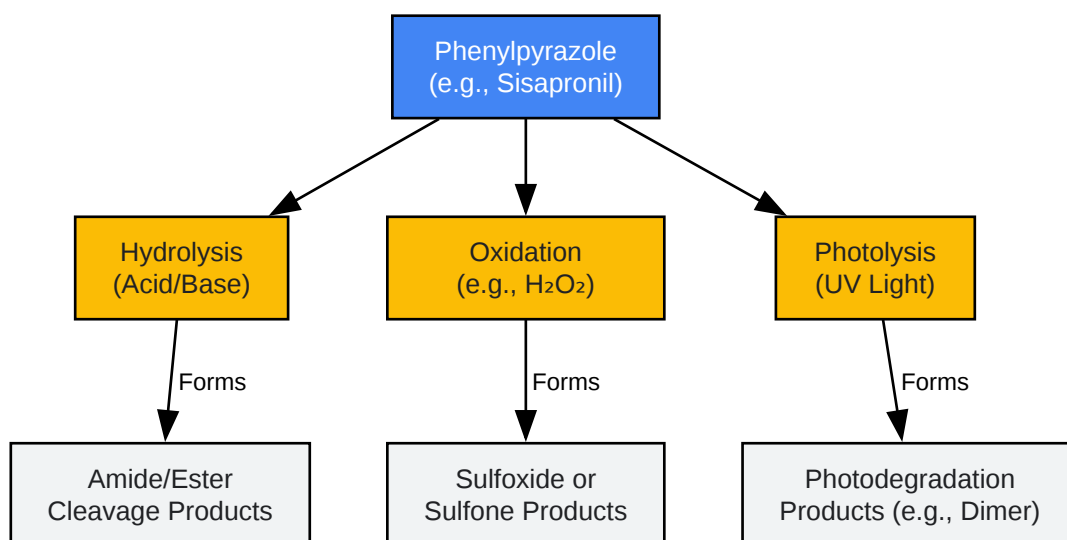 Phenylpyrazole
(e.g., Sisapronil)
Hydrolysis
(Acid/Base)
Oxidation
(e.g., H₂O₂)
Photolysis
(UV Light)
Forms
Forms
Forms
Amide/Ester
Cleavage Products
Sulfoxide or
Sulfone Products
Photodegradation
Products (e.g., Dimer)